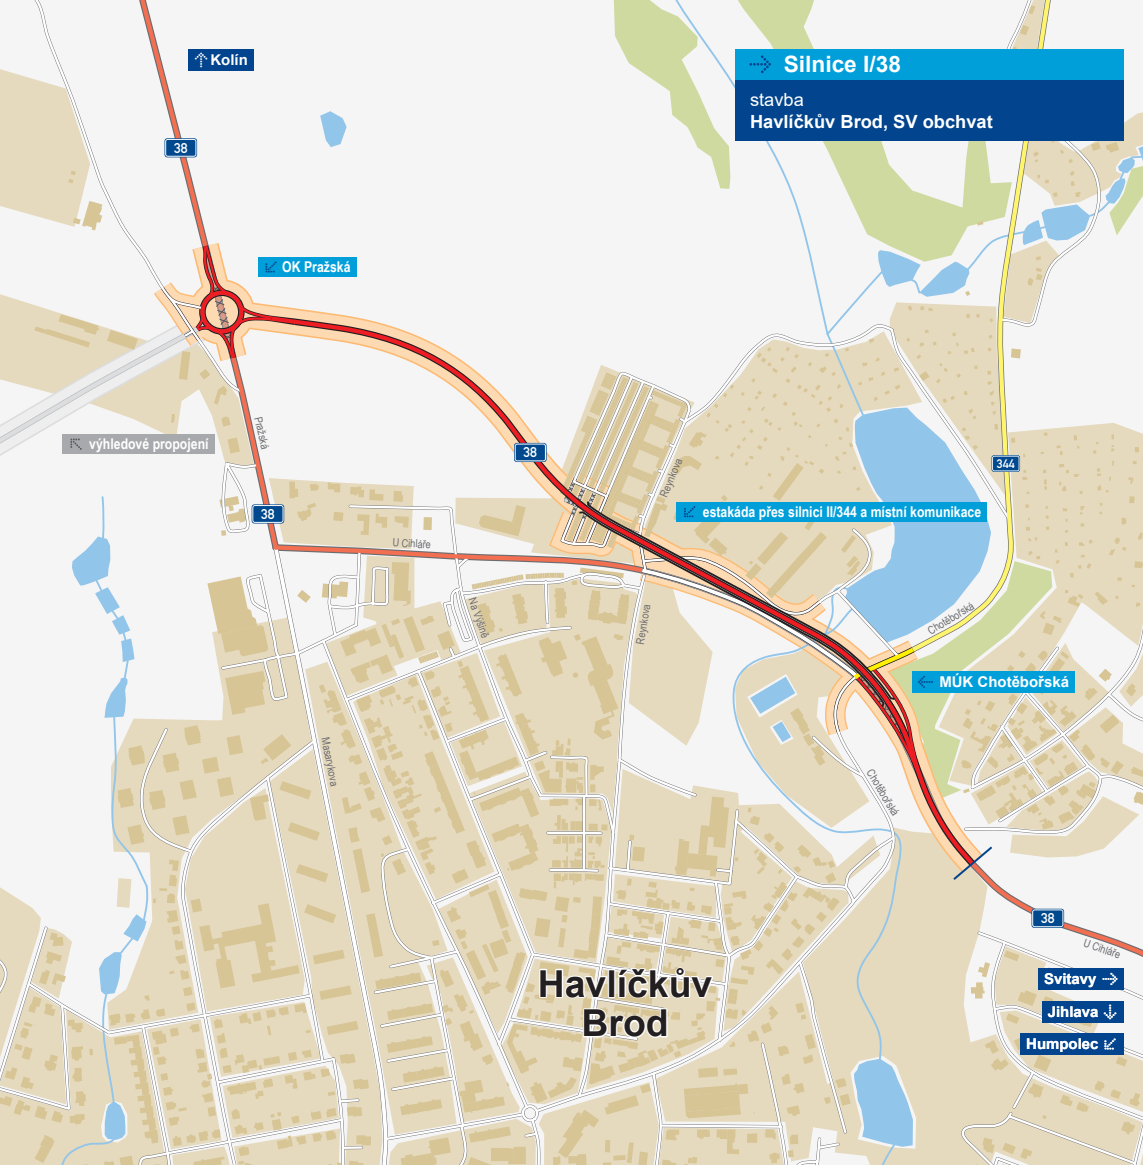 Kolín
Silnice I/38
stavba
Havlíčkův Brod, SV obchvat
38
OK Pražská
Pražská
výhledové propojení
38
344
Reynkova
38
estakáda přes silnici II/344 a místní komunikace
U Cihláře
Na Výšině
Reynkova
Chotěbořská
MÚK Chotěbořská
Masarykova
Chotěbořská
38
U Cihláře
Havlíčkův
Brod
Svitavy
Jihlava
Humpolec